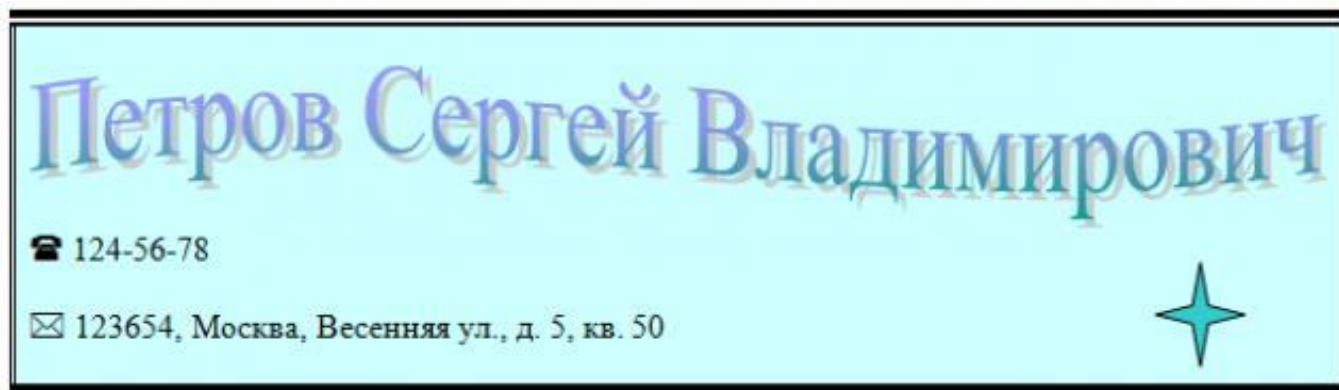 Петров Сергей Владимирович
☎ 124-56-78
✉ 123654, Москва, Весенняя ул., д. 5, кв. 50